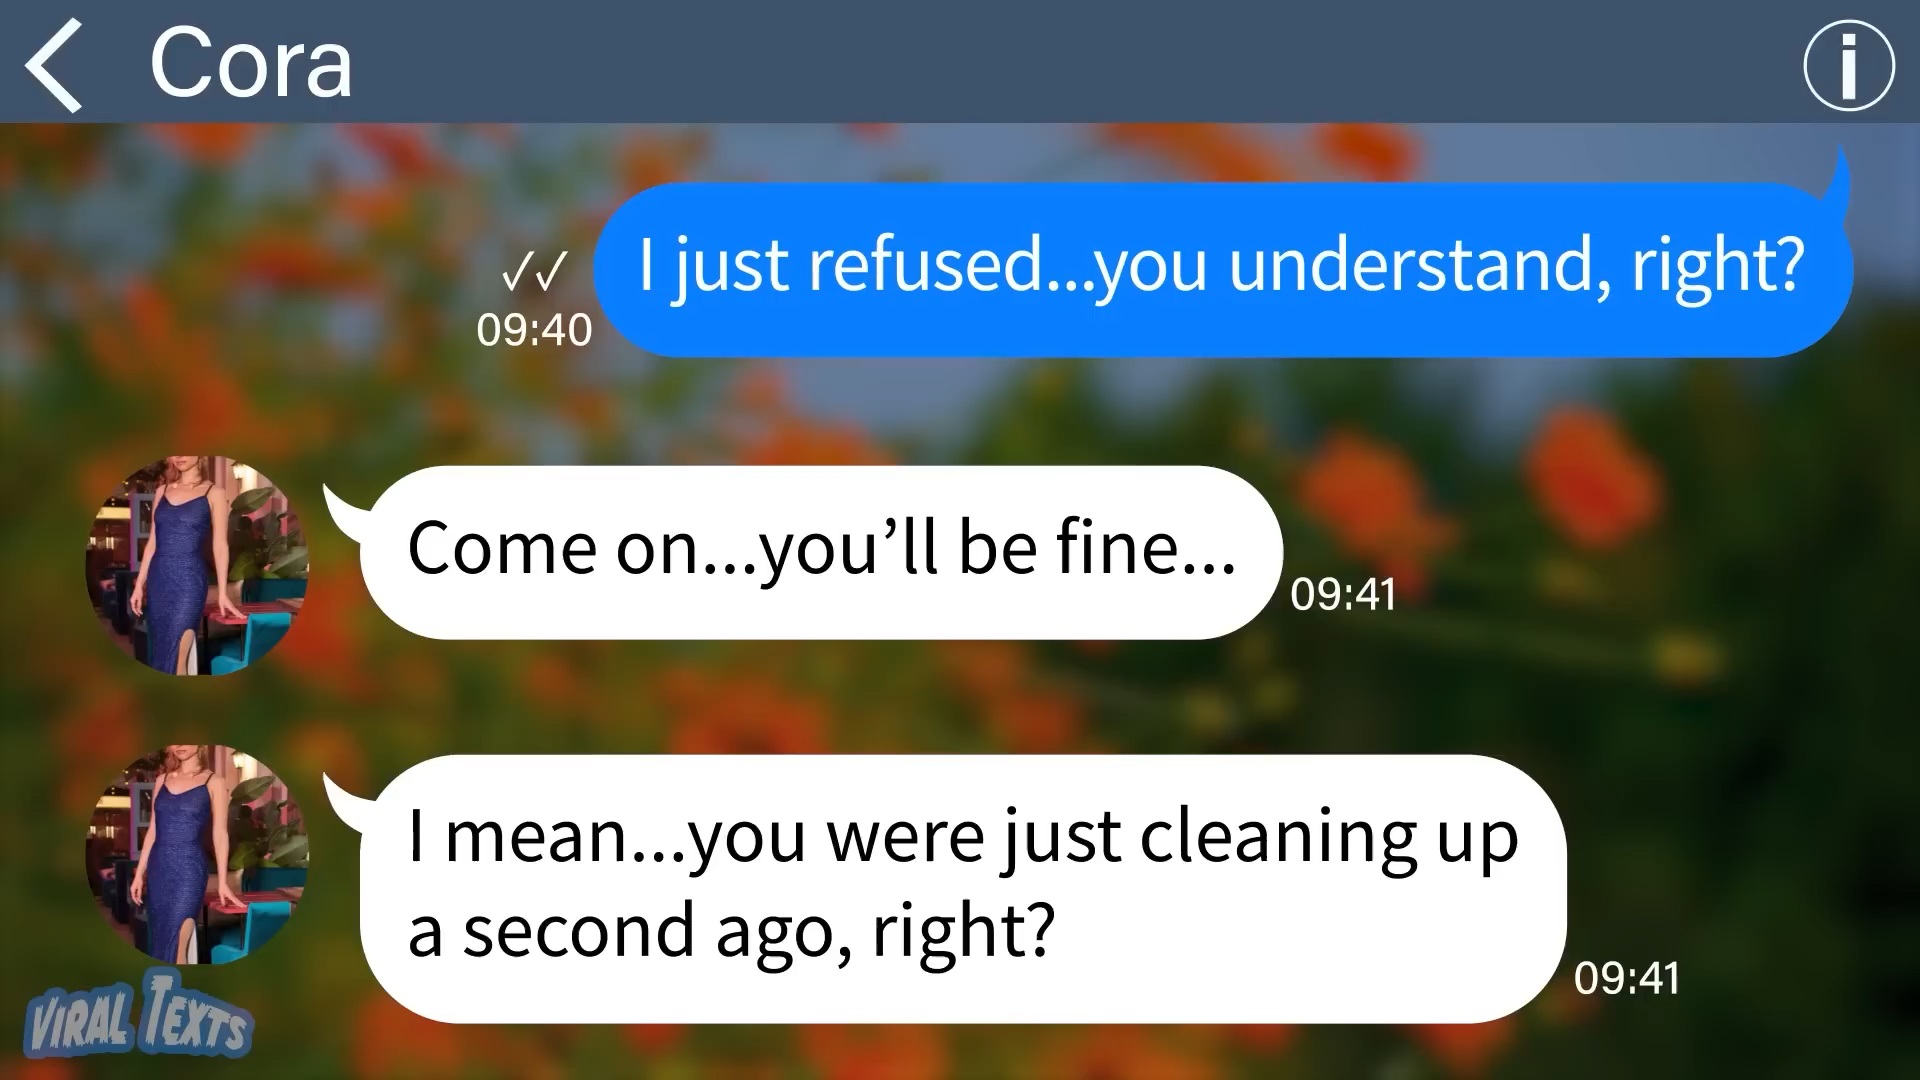 Cora
I just refused...you understand, right?
✓✓
09:40
Come on...you’ll be fine...
09:41
I mean...you were just cleaning up
a second ago, right?
09:41
VIRAL TEXTS